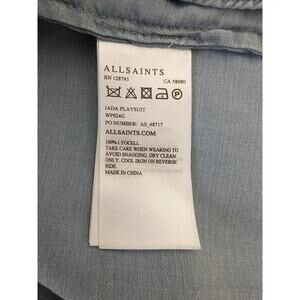 ALLSAINTS
RN 128793 CA 58080
JADA PLAYSUIT
WP024G
PO NUMBER: AS_48717
ALLSAINTS.COM
100% LYOCELL
TAKE CARE WHEN WEARING TO
AVOID SNAGGING. DRY CLEAN
ONLY. COOL IRON ON REVERSE
SIDE.
MADE IN CHINA